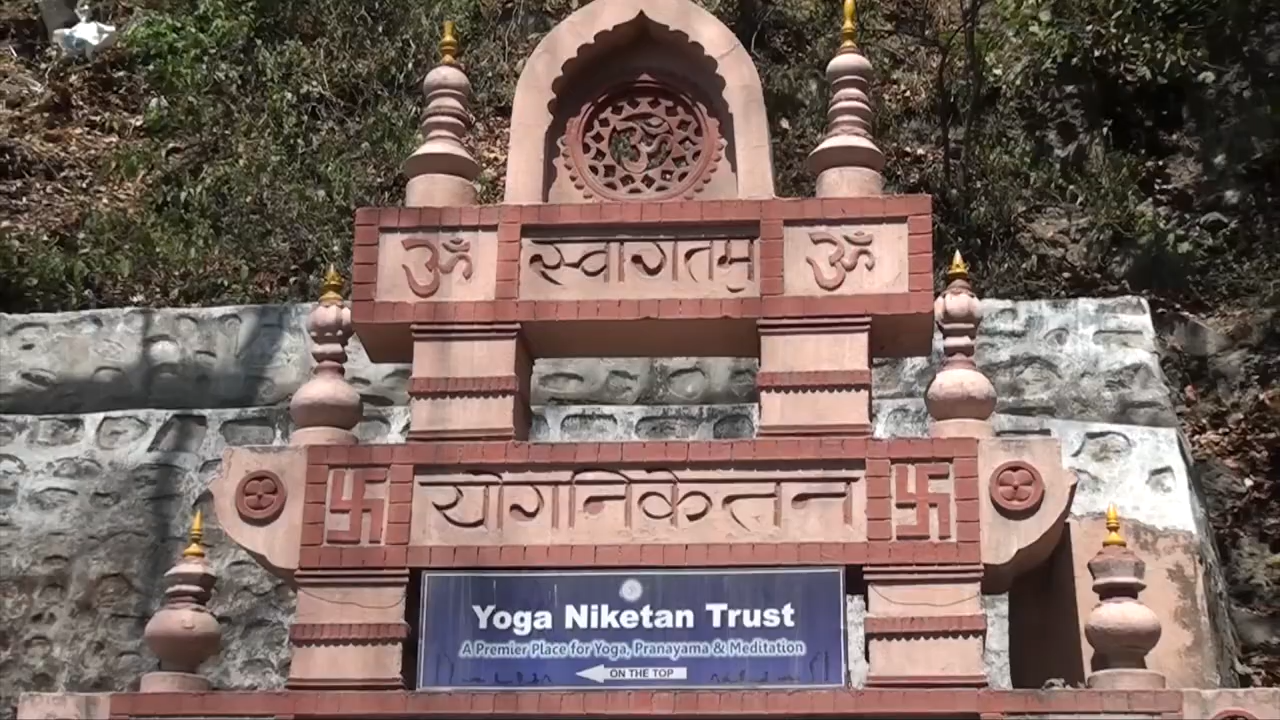 ॐ
ॐ स्वागतम् ॐ
योगनिकेतन
Yoga Niketan Trust
A Premier Place for Yoga, Pranayama & Meditation
ON THE TOP